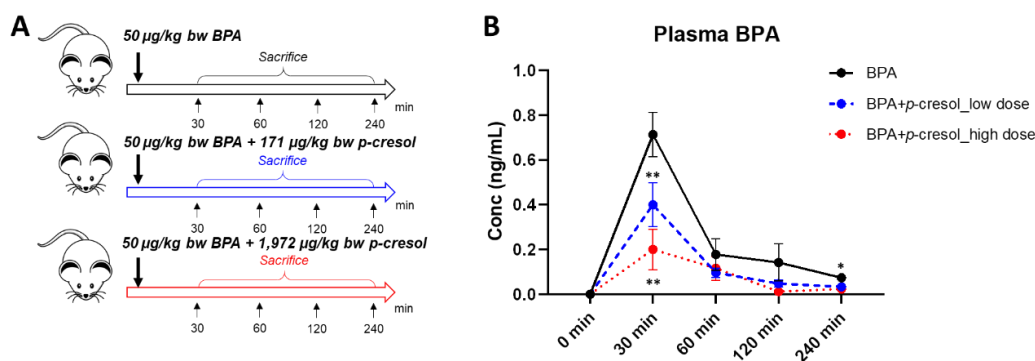 A
50 µg/kg bw BPA
Sacrifice
min
30 60 120 240
50 µg/kg bw BPA + 171 µg/kg bw p-cresol
Sacrifice
min
30 60 120 240
50 µg/kg bw BPA + 1,972 µg/kg bw p-cresol
Sacrifice
min
30 60 120 240
B
Plasma BPA
Conc (ng/mL)
1.0
0.8
0.6
0.4
0.2
0.0
**
**
*
0 min
30 min
60 min
120 min
240 min
BPA
BPA+p-cresol_low dose
BPA+p-cresol_high dose